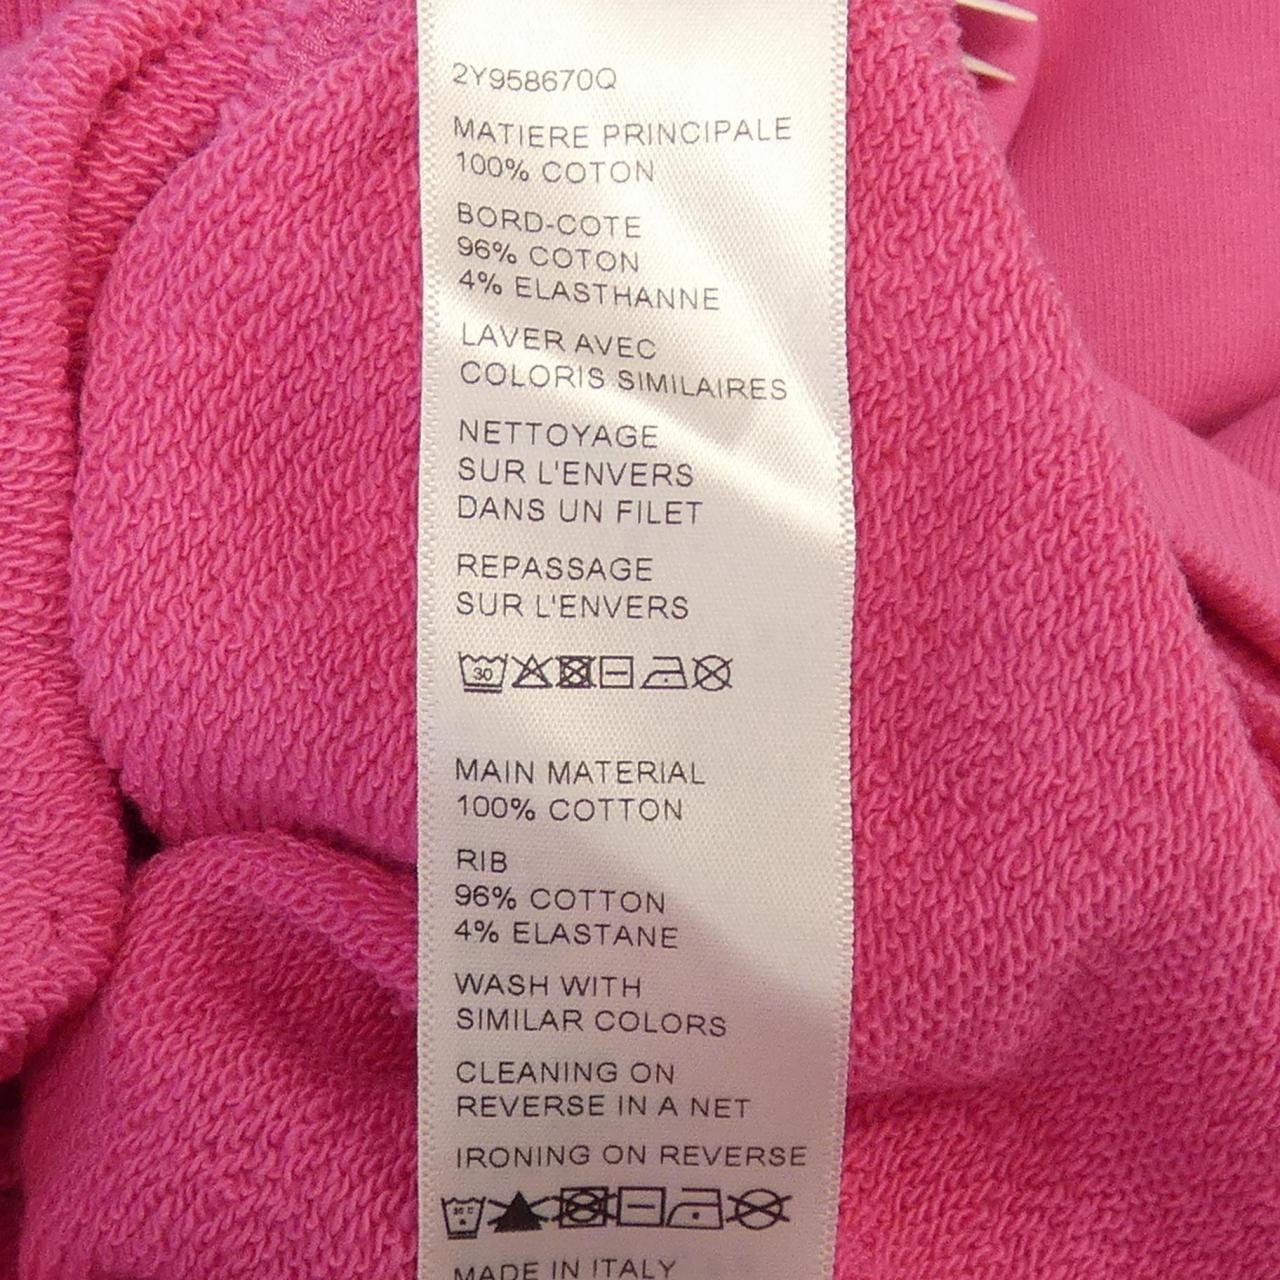 2Y958670Q
MATIERE PRINCIPALE
100% COTON
BORD-COTE
96% COTON
4% ELASTHANNE
LAVER AVEC
COLORIS SIMILAIRES
NETTOYAGE
SUR L'ENVERS
DANS UN FILET
REPASSAGE
SUR L'ENVERS
30
MAIN MATERIAL
100% COTTON
RIB
96% COTTON
4% ELASTANE
WASH WITH
SIMILAR COLORS
CLEANING ON
REVERSE IN A NET
IRONING ON REVERSE
30 C
MADE IN ITALY